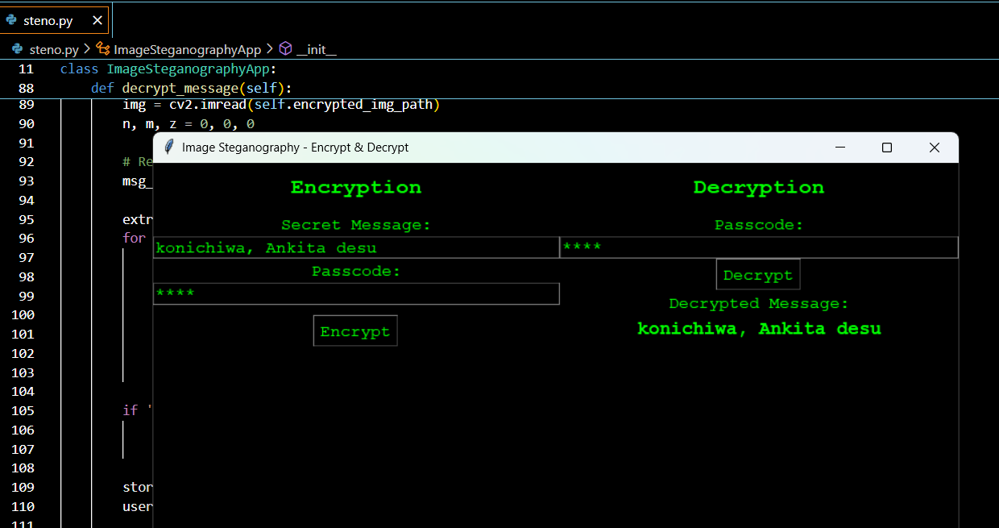 steno.py
steno.py > ImageSteganographyApp > __init__
11 class ImageSteganographyApp:
88 def decrypt_message(self):
89 img = cv2.imread(self.encrypted_img_path)
90 n, m, z = 0, 0, 0
91
92 # Re
93 msg_
94
95 extr
96 for
97
98
99
100
101
102
103
104
105 if '
106
107
108
109 stor
110 user
111
Image Steganography - Encrypt & Decrypt
Encryption
Secret Message:
konichiwa, Ankita desu
Passcode:
****
Encrypt
Decryption
Passcode:
****
Decrypt
Decrypted Message:
konichiwa, Ankita desu